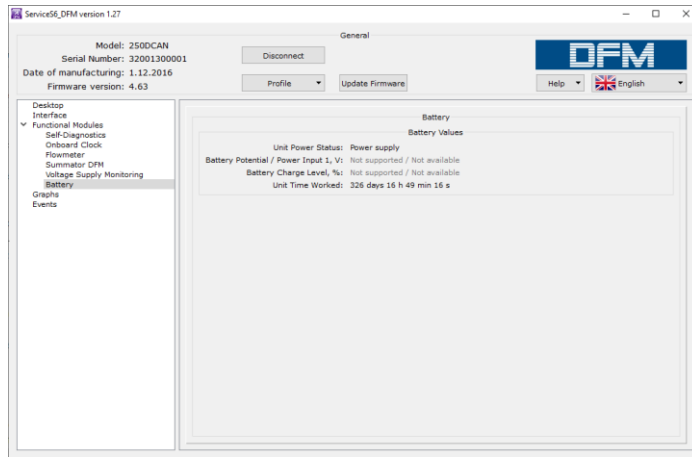 ServiceS6_DFM version 1.27
General
Model: 250DCAN
Serial Number: 32001300001
Date of manufacturing: 1.12.2016
Firmware version: 4.63
Disconnect
Profile
Update Firmware
DFM
Help
English
Desktop
Interface
Functional Modules
Self-Diagnostics
Onboard Clock
Flowmeter
Summator DFM
Voltage Supply Monitoring
Battery
Graphs
Events
Battery
Battery Values
Unit Power Status: Power supply
Battery Potential / Power Input 1, V: Not supported / Not available
Battery Charge Level, %: Not supported / Not available
Unit Time Worked: 326 days 16 h 49 min 16 s